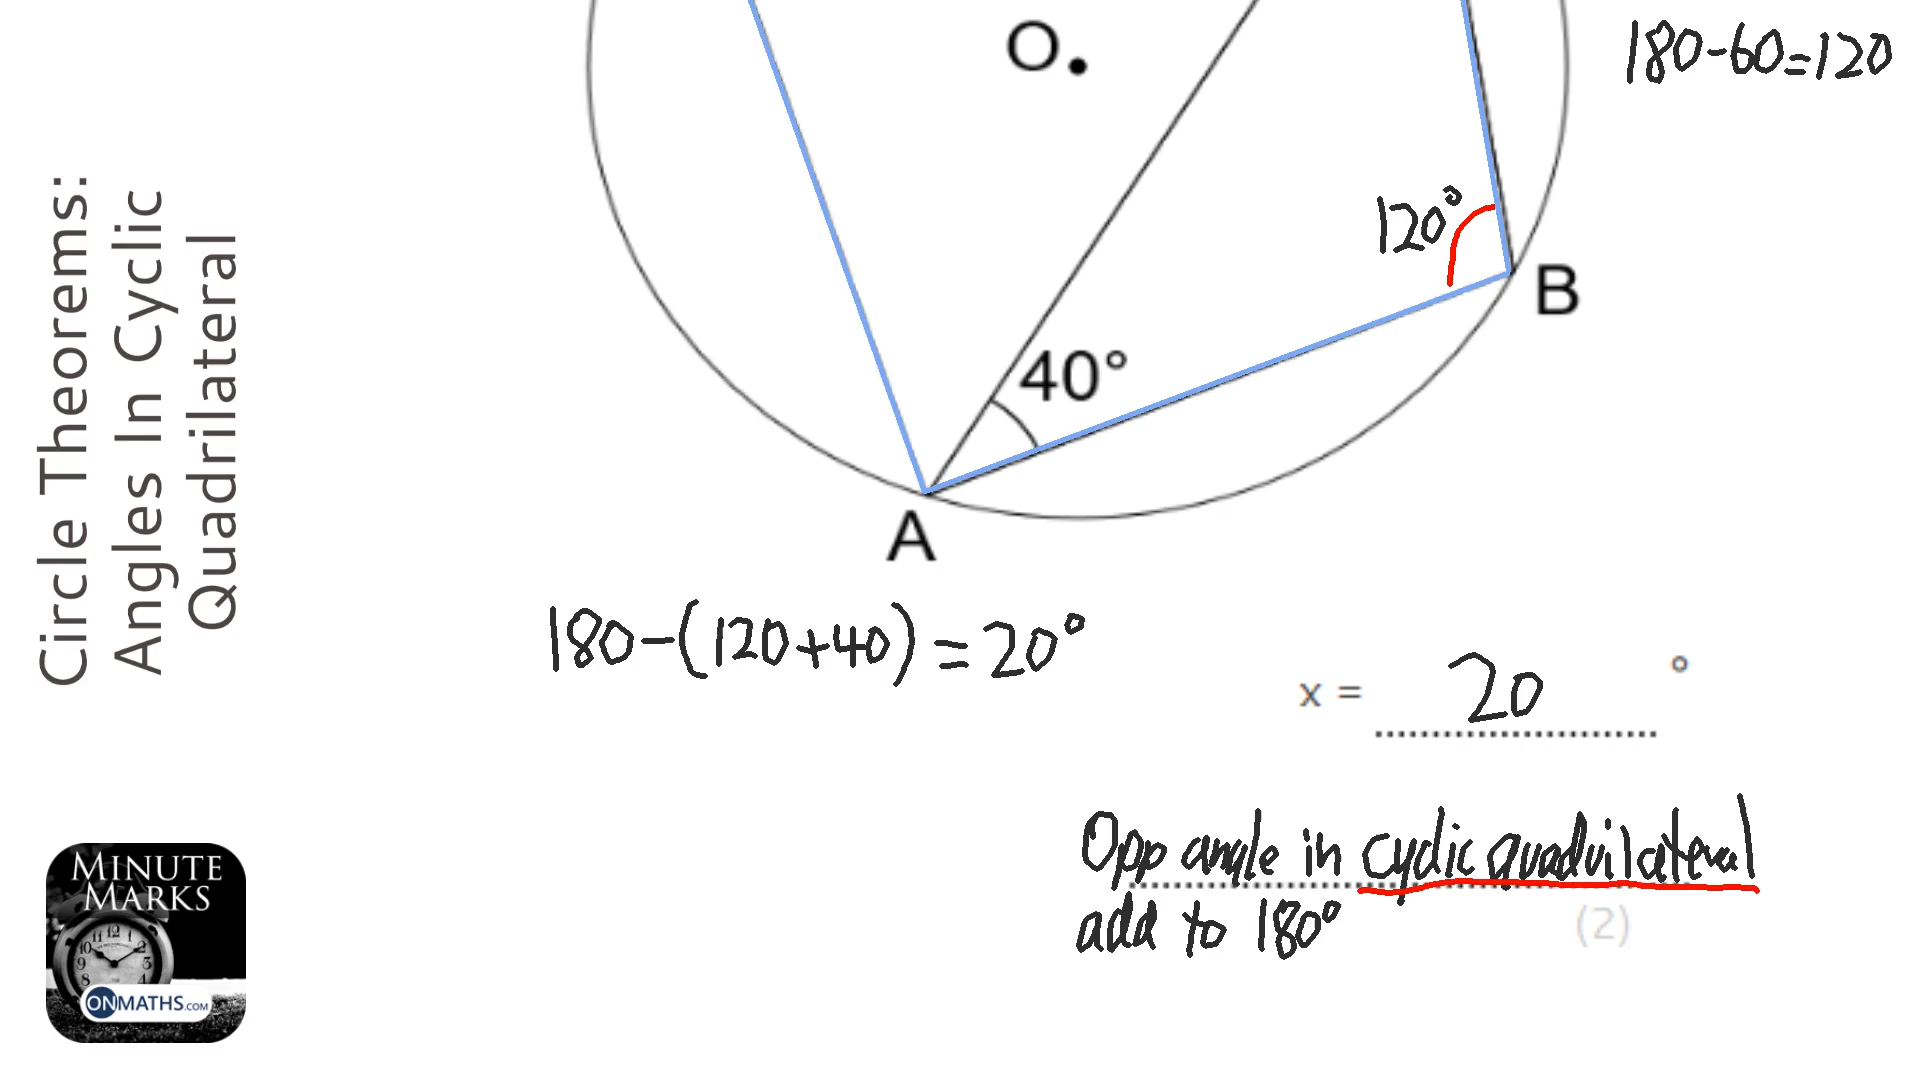 Circle Theorems:
Angles In Cyclic
Quadrilateral
O
180-60=120
120°
B
40°
A
180-(120+40)=20°
x = 20 °
Opp angle in cyclic quadrilateral
add to 180°
(2)
MINUTE
MARKS
ONMATHS.COM